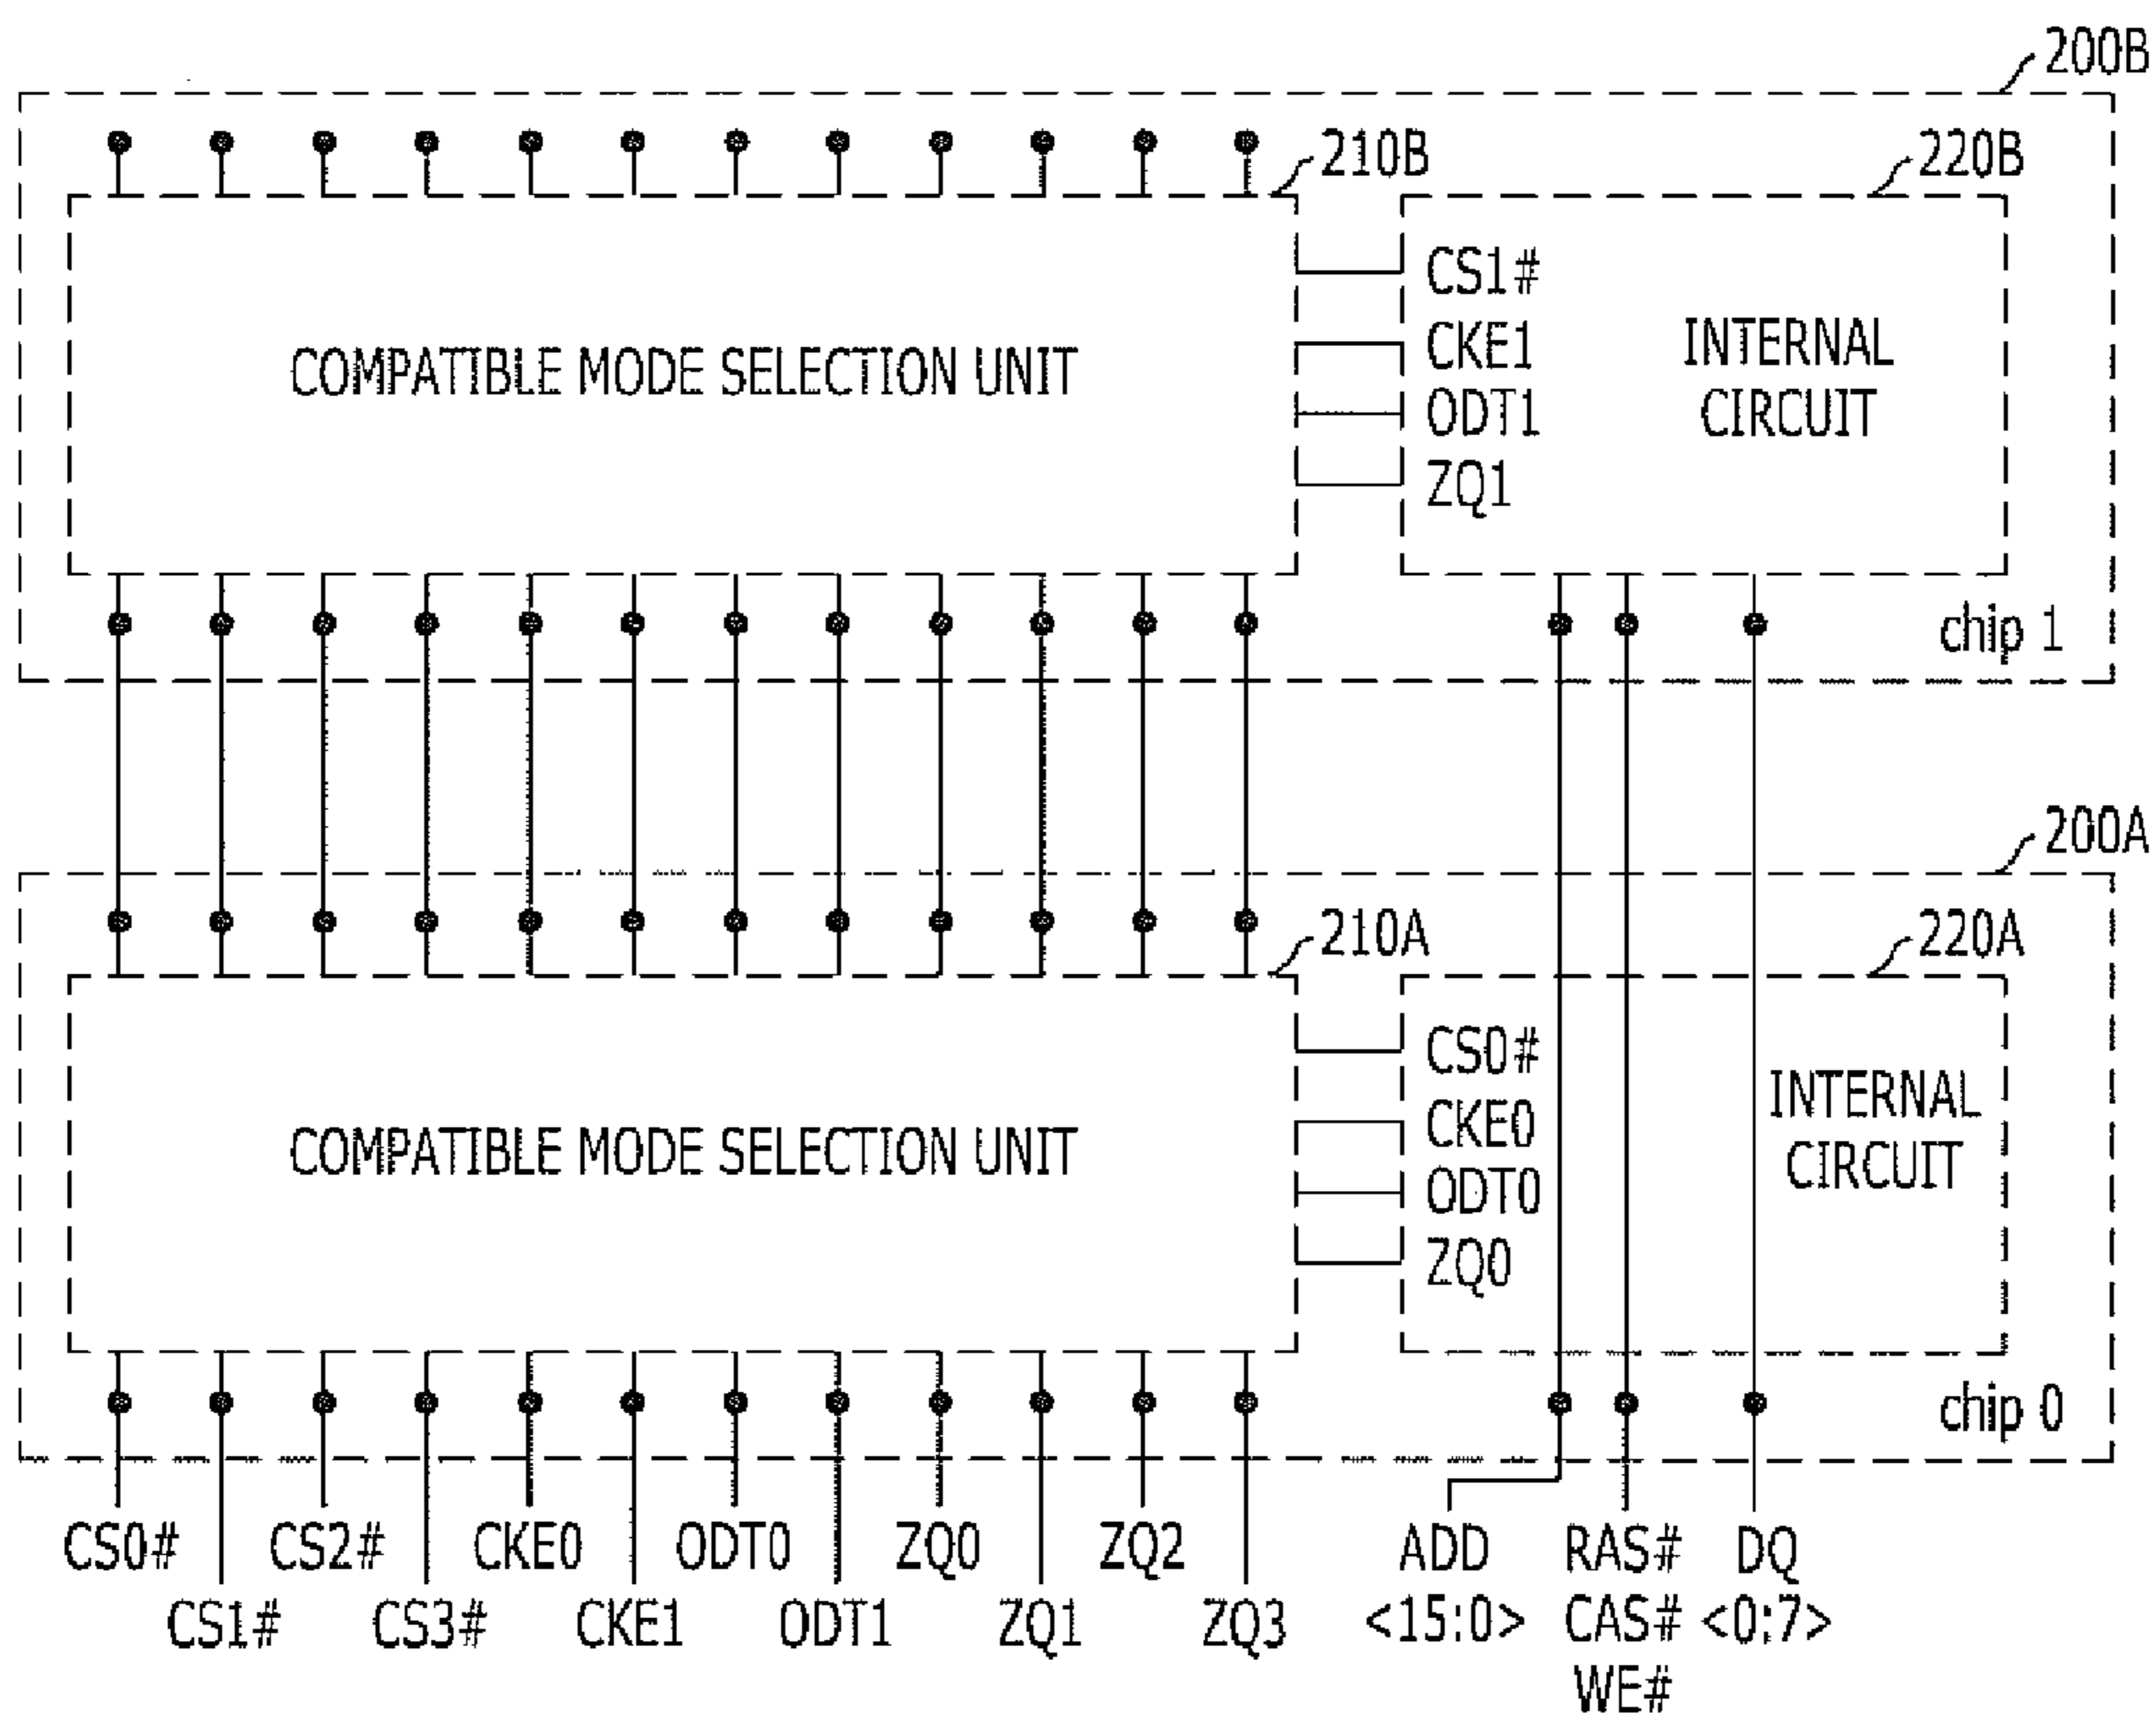 200B
210B
220B
CS1#
CKE1
ODT1
ZQ1
COMPATIBLE MODE SELECTION UNIT
INTERNAL
CIRCUIT
chip 1
200A
210A
220A
CS0#
CKE0
ODT0
ZQ0
COMPATIBLE MODE SELECTION UNIT
INTERNAL
CIRCUIT
chip 0
CS0# CS2# CKE0 ODT0 ZQ0 ZQ2 ADD RAS# DQ
CS1# CS3# CKE1 ODT1 ZQ1 ZQ3 <15:0> CAS# <0:7>
WE#